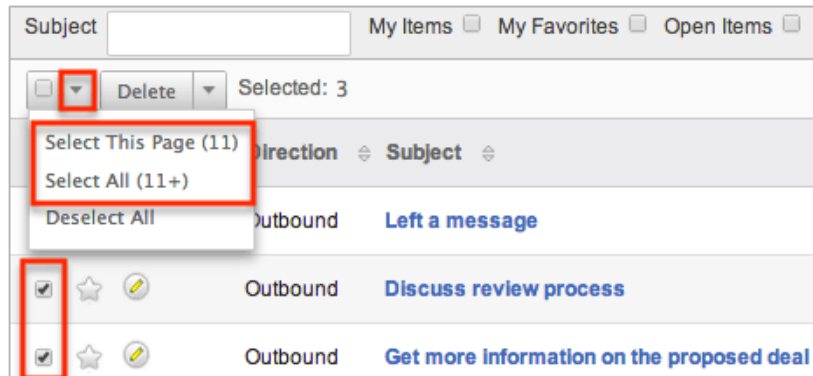 Subject My Items My Favorites Open Items
Delete Selected: 3
Select This Page (11)
Select All (11+)
Deselect All
Direction Subject
Outbound Left a message
Outbound Discuss review process
Outbound Get more information on the proposed deal